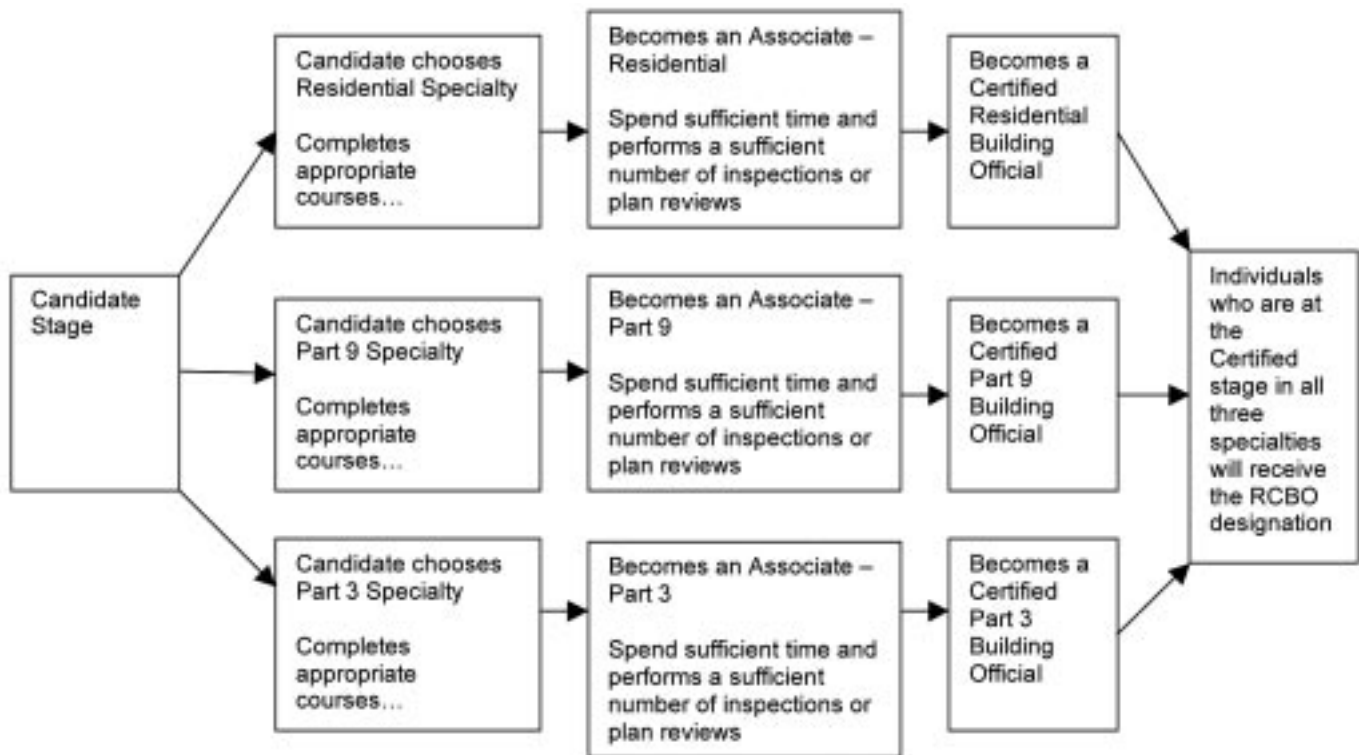 Candidate
Stage
Candidate chooses
Residential Specialty
Completes
appropriate
courses…
Becomes an Associate –
Residential
Spend sufficient time and
performs a sufficient
number of inspections or
plan reviews
Becomes a
Certified
Residential
Building
Official
Candidate chooses
Part 9 Specialty
Completes
appropriate
courses…
Becomes an Associate –
Part 9
Spend sufficient time and
performs a sufficient
number of inspections or
plan reviews
Becomes a
Certified
Part 9
Building
Official
Candidate chooses
Part 3 Specialty
Completes
appropriate
courses…
Becomes an Associate –
Part 3
Spend sufficient time and
performs a sufficient
number of inspections or
plan reviews
Becomes a
Certified
Part 3
Building
Official
Individuals
who are at
the
Certified
stage in all
three
specialties
will receive
the RCBO
designation